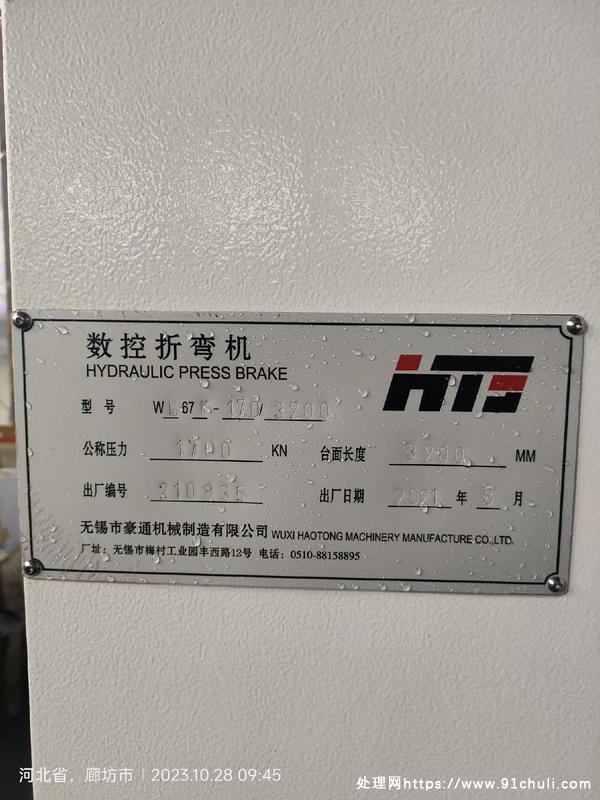 数控折弯机
HYDRAULIC PRESS BRAKE
HTS
型号 WL67K-170/3200
公称压力 1700 KN 台面长度 3200 MM
出厂编号 210835 出厂日期 2021 年 5 月
无锡市豪通机械制造有限公司 WUXI HAOTONG MACHINERY MANUFACTURE CO.,LTD.
厂址：无锡市梅村工业园丰西路12号 电话：0510-88158895
河北省，廊坊市 | 2023.10.28 09:45
处理网https://www.91chuli.com